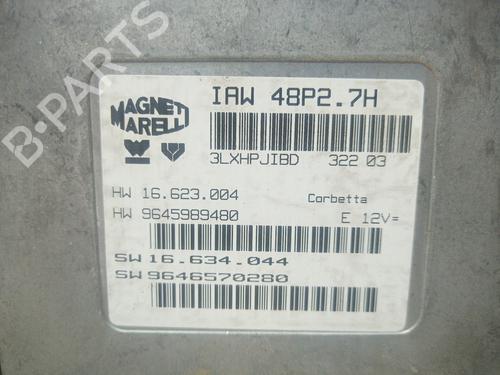 B-PARTS
MAGNETI MARELLI
IAW 48P2.7H
3LXHPJIBD 322 03
HW 16.623.004 Corbetta
HW 9645989480 E 12V=
SW 16.634.044
SW 9646570280